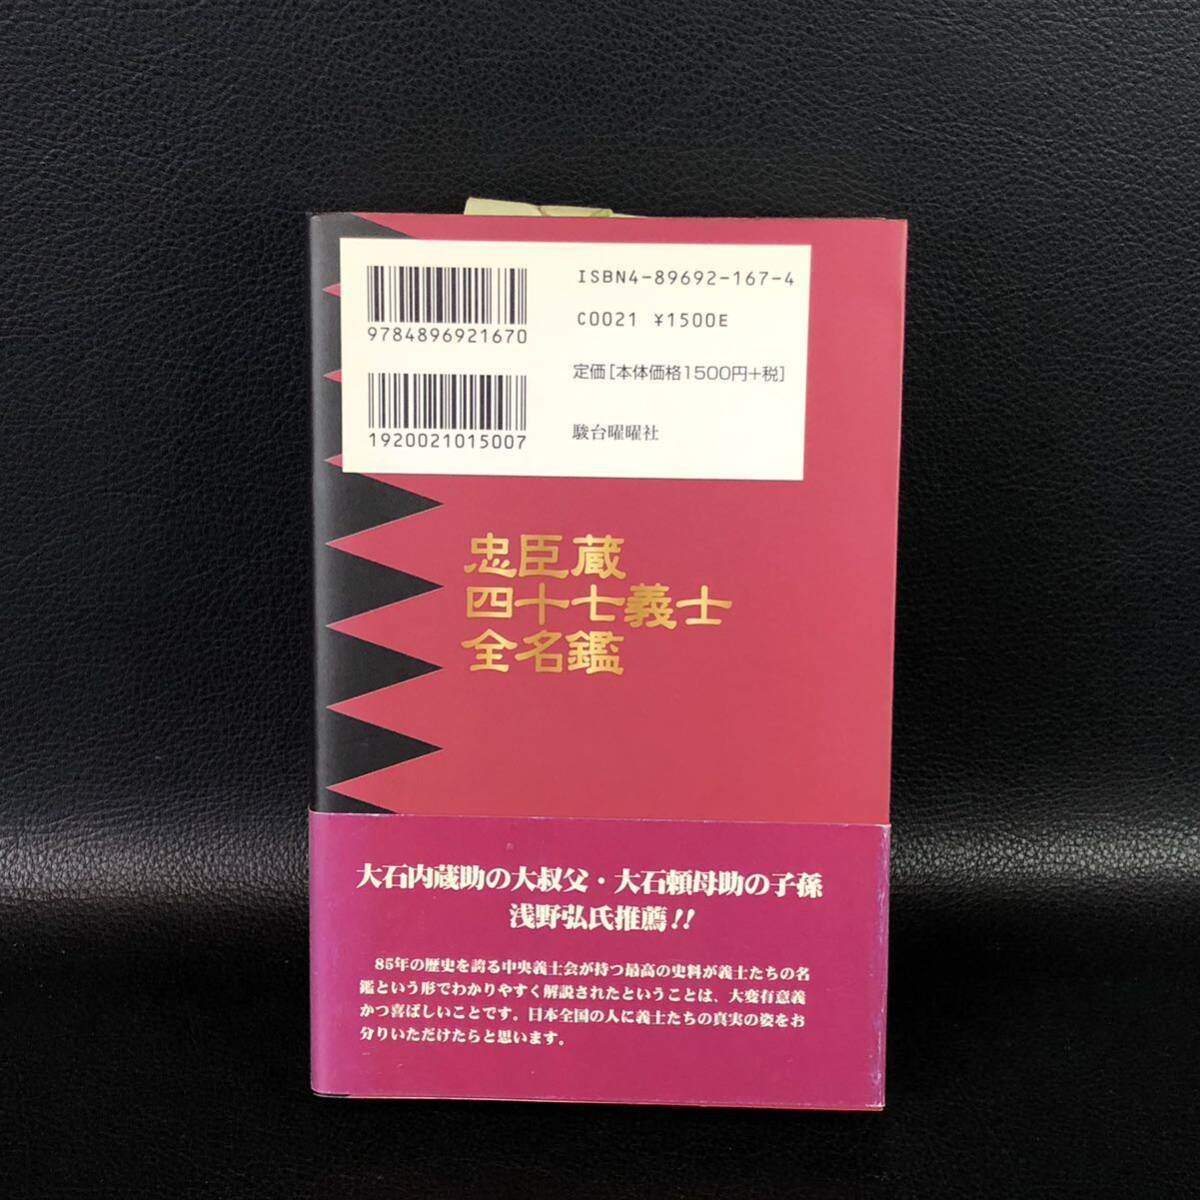 9784896921670
1920021015007
ISBN4-89692-167-4
C0021 ¥1500E
定価[本体価格1500円+税]
駿台曜曜社
忠臣蔵
四十七義士
全名鑑
大石内蔵助の大叔父・大石頼母助の子孫
浅野弘氏推薦!!
85年の歴史を誇る中央義士会が持つ最高の史料が義士たちの名
鑑という形でわかりやすく解説されたということは、大変有意義
かつ喜ばしいことです。日本全国の人に義士たちの真実の姿をお
分りいただけたらと思います。